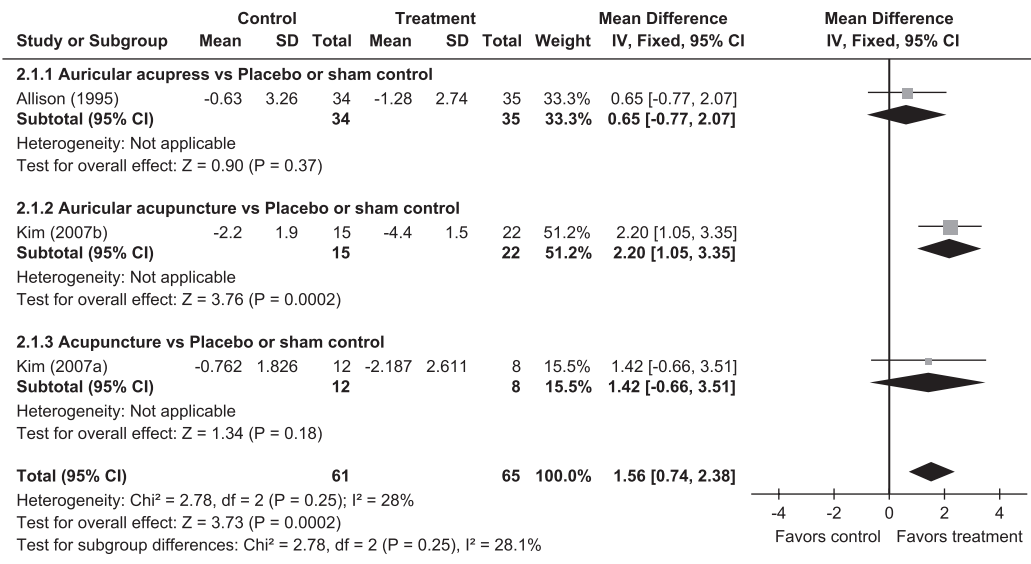 Control Treatment Mean Difference Mean Difference
Study or Subgroup Mean SD Total Mean SD Total Weight IV, Fixed, 95% CI IV, Fixed, 95% CI
2.1.1 Auricular acupress vs Placebo or sham control
Allison (1995) -0.63 3.26 34 -1.28 2.74 35 33.3% 0.65 [-0.77, 2.07]
Subtotal (95% CI) 34 35 33.3% 0.65 [-0.77, 2.07]
Heterogeneity: Not applicable
Test for overall effect: Z = 0.90 (P = 0.37)
2.1.2 Auricular acupuncture vs Placebo or sham control
Kim (2007b) -2.2 1.9 15 -4.4 1.5 22 51.2% 2.20 [1.05, 3.35]
Subtotal (95% CI) 15 22 51.2% 2.20 [1.05, 3.35]
Heterogeneity: Not applicable
Test for overall effect: Z = 3.76 (P = 0.0002)
2.1.3 Acupuncture vs Placebo or sham control
Kim (2007a) -0.762 1.826 12 -2.187 2.611 8 15.5% 1.42 [-0.66, 3.51]
Subtotal (95% CI) 12 8 15.5% 1.42 [-0.66, 3.51]
Heterogeneity: Not applicable
Test for overall effect: Z = 1.34 (P = 0.18)
Total (95% CI) 61 65 100.0% 1.56 [0.74, 2.38]
Heterogeneity: Chi² = 2.78, df = 2 (P = 0.25); I² = 28%
Test for overall effect: Z = 3.73 (P = 0.0002)
Test for subgroup differences: Chi² = 2.78, df = 2 (P = 0.25), I² = 28.1%
-4 -2 0 2 4
Favors control Favors treatment